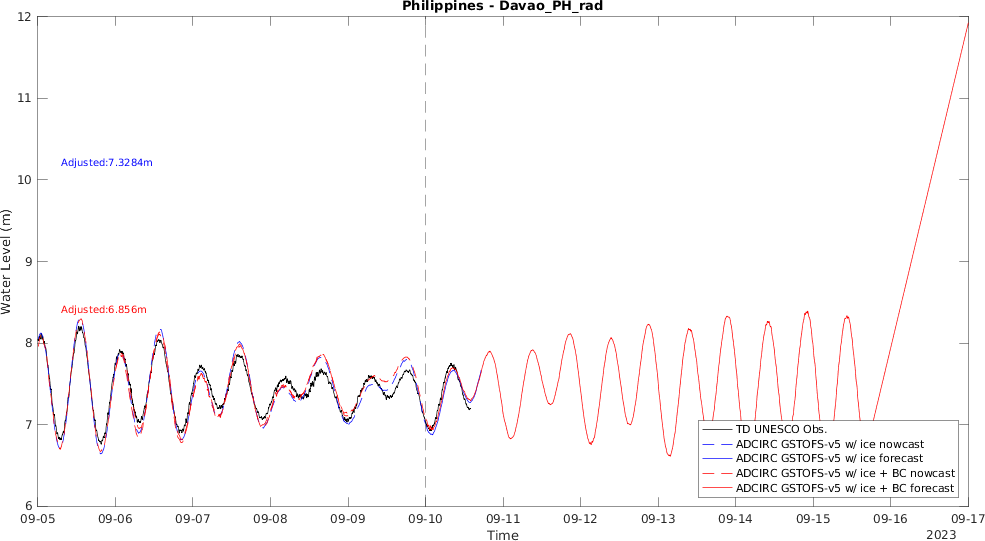 Philippines - Davao_PH_rad
12
11
10
9
8
7
6
Water Level (m)
Adjusted:7.3284m
Adjusted:6.856m
TD UNESCO Obs.
ADCIRC GSTOFS-v5 w/ ice nowcast
ADCIRC GSTOFS-v5 w/ ice forecast
ADCIRC GSTOFS-v5 w/ ice + BC nowcast
ADCIRC GSTOFS-v5 w/ ice + BC forecast
09-05 09-06 09-07 09-08 09-09 09-10 09-11 09-12 09-13 09-14 09-15 09-16 09-17
Time
2023